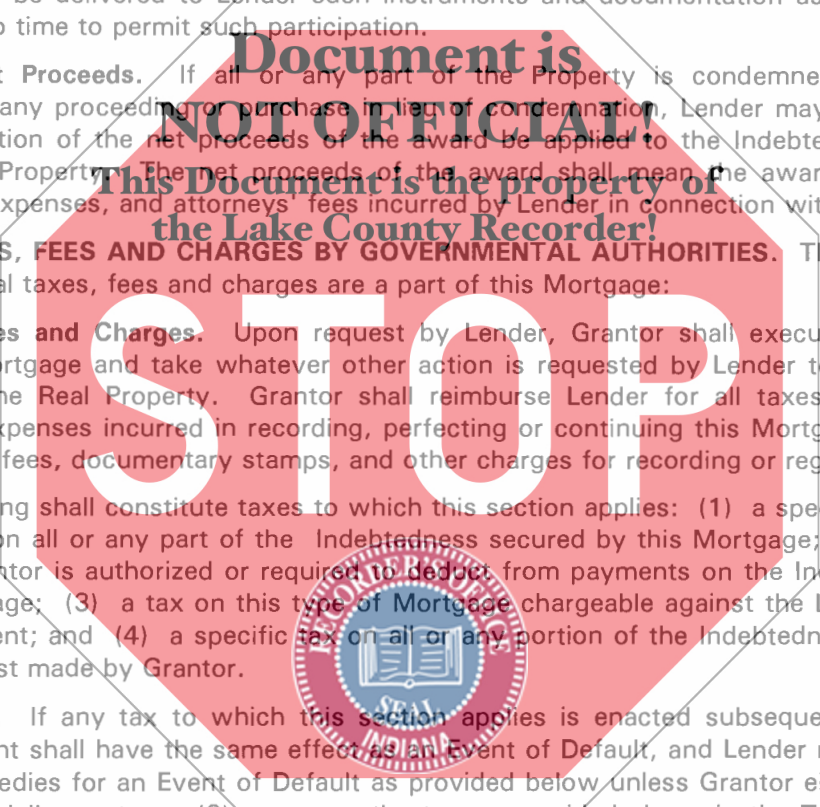 be delivered to Lender such instruments and documentation as
time to permit such participation.
Document is
Proceeds. If all or any part of the Property is condemne
any proceeding or purchase in lieu of condemnation, Lender may
NOT OFFICIAL!
tion of the net proceeds of the award be applied to the Indebte
Property. The net proceeds of the award shall mean the awar
This Document is the property of
xpenses, and attorneys' fees incurred by Lender in connection wit
the Lake County Recorder!
S, FEES AND CHARGES BY GOVERNMENTAL AUTHORITIES. T
al taxes, fees and charges are a part of this Mortgage:
es and Charges. Upon request by Lender, Grantor shall execu
ortgage and take whatever other action is requested by Lender t
he Real Property. Grantor shall reimburse Lender for all taxes
xpenses incurred in recording, perfecting or continuing this Mortg
fees, documentary stamps, and other charges for recording or reg
STOP
ng shall constitute taxes to which this section applies: (1) a spe
on all or any part of the Indebtedness secured by this Mortgage;
ntor is authorized or required to deduct from payments on the In
age; (3) a tax on this type of Mortgage chargeable against the L
ent; and (4) a specific tax on all or any portion of the Indebtedn
st made by Grantor.
RECORDER'S OFFICE
SEAL
INDIANA
If any tax to which this section applies is enacted subseque
nt shall have the same effect as an Event of Default, and Lender
edies for an Event of Default as provided below unless Grantor ei